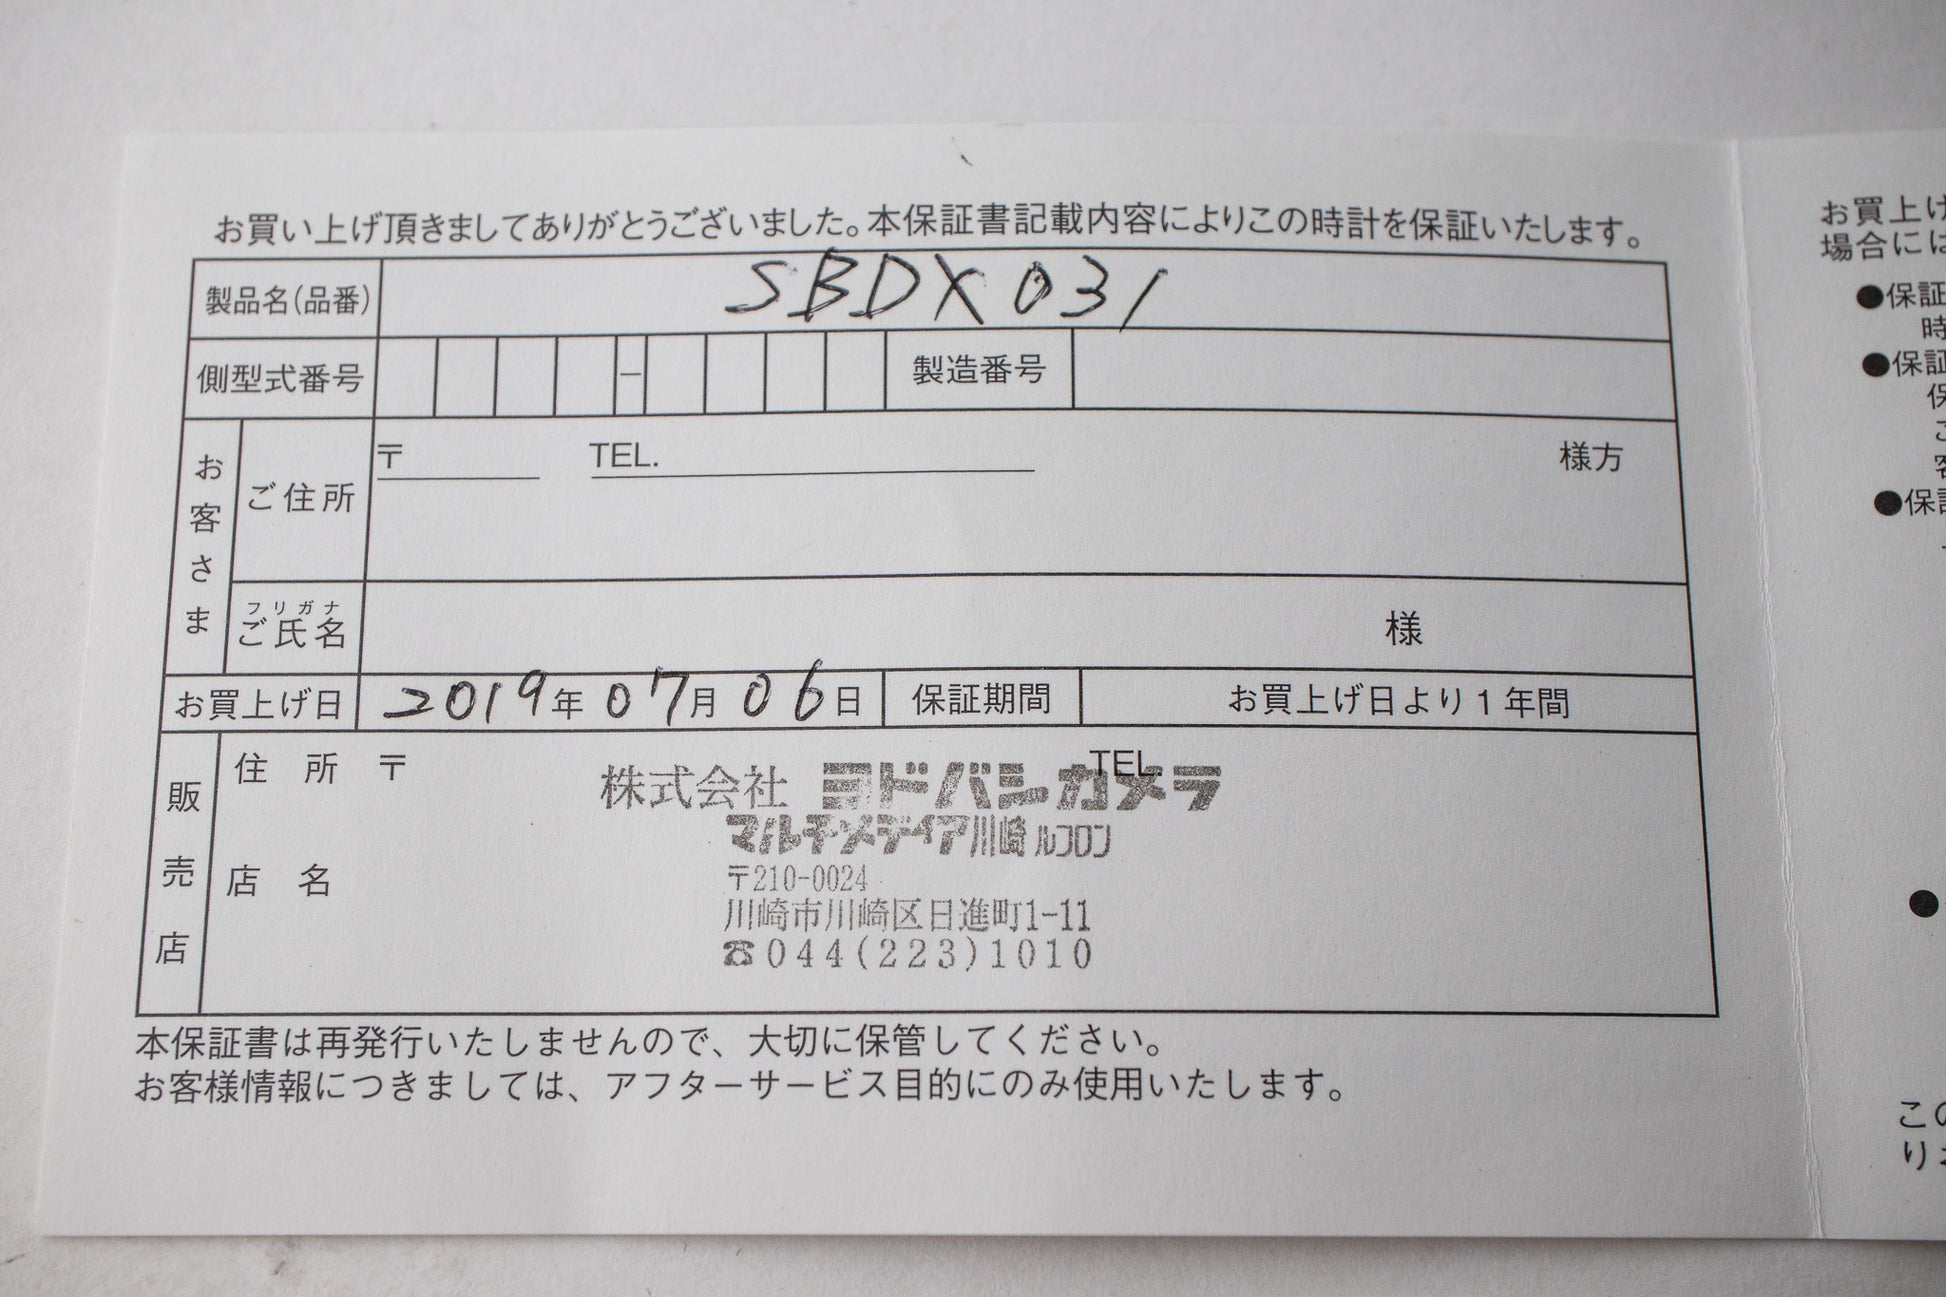 お買い上げ頂きましてありがとうございました。本保証書記載内容によりこの時計を保証いたします。
製品名(品番) SBDX031
側型式番号 － 製造番号
お客さま
ご住所 〒 TEL. 様方
フリガナ
ご氏名 様
お買上げ日 2019年07月06日 保証期間 お買上げ日より1年間
販売店
住所 〒 TEL.
店名
株式会社 ヨドバシカメラ
マルチメディア川崎ルフロン
〒210-0024
川崎市川崎区日進町1-11
☎044(223)1010
本保証書は再発行いたしませんので、大切に保管してください。
お客様情報につきましては、アフターサービス目的にのみ使用いたします。
お買上げ
場合には
●保証
時
●保証
保
こ
客
●保証
●
この
り